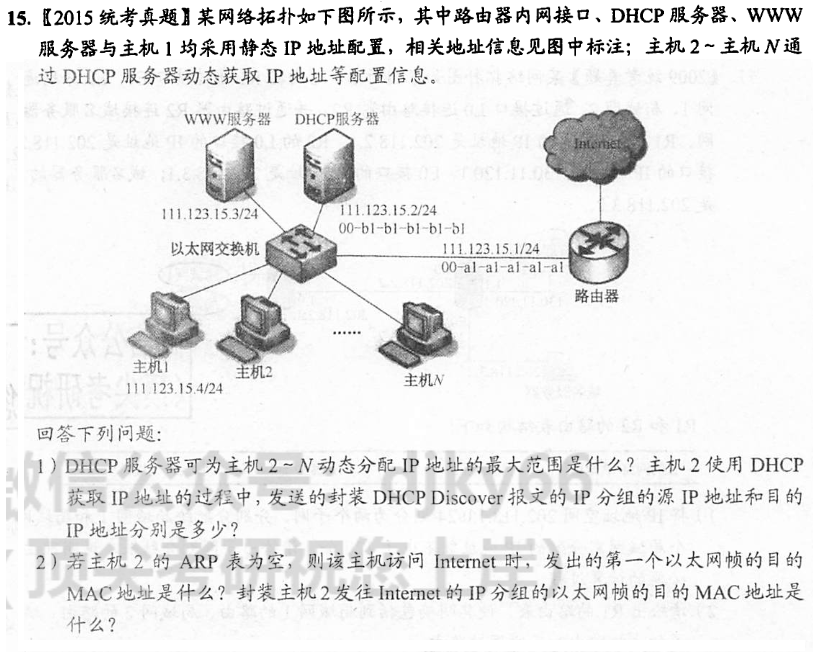 15.【2015 统考真题】某网络拓扑如下图所示，其中路由器内网接口、DHCP 服务器、WWW
服务器与主机 1 均采用静态 IP 地址配置，相关地址信息见图中标注；主机 2~主机 N 通
过 DHCP 服务器动态获取 IP 地址等配置信息。
WWW服务器 DHCP服务器
Internet
111.123.15.3/24
111.123.15.2/24
00-b1-b1-b1-b1-b1
以太网交换机
111.123.15.1/24
00-a1-a1-a1-a1-a1
路由器
主机1
111.123.15.4/24
主机2
……
主机N
回答下列问题：
1）DHCP 服务器可为主机 2~N 动态分配 IP 地址的最大范围是什么？主机 2 使用 DHCP
获取 IP 地址的过程中，发送的封装 DHCP Discover 报文的 IP 分组的源 IP 地址和目的
IP 地址分别是多少？
2）若主机 2 的 ARP 表为空，则该主机访问 Internet 时，发出的第一个以太网帧的目的
MAC 地址是什么？封装主机 2 发往 Internet 的 IP 分组的以太网帧的目的 MAC 地址是
什么？